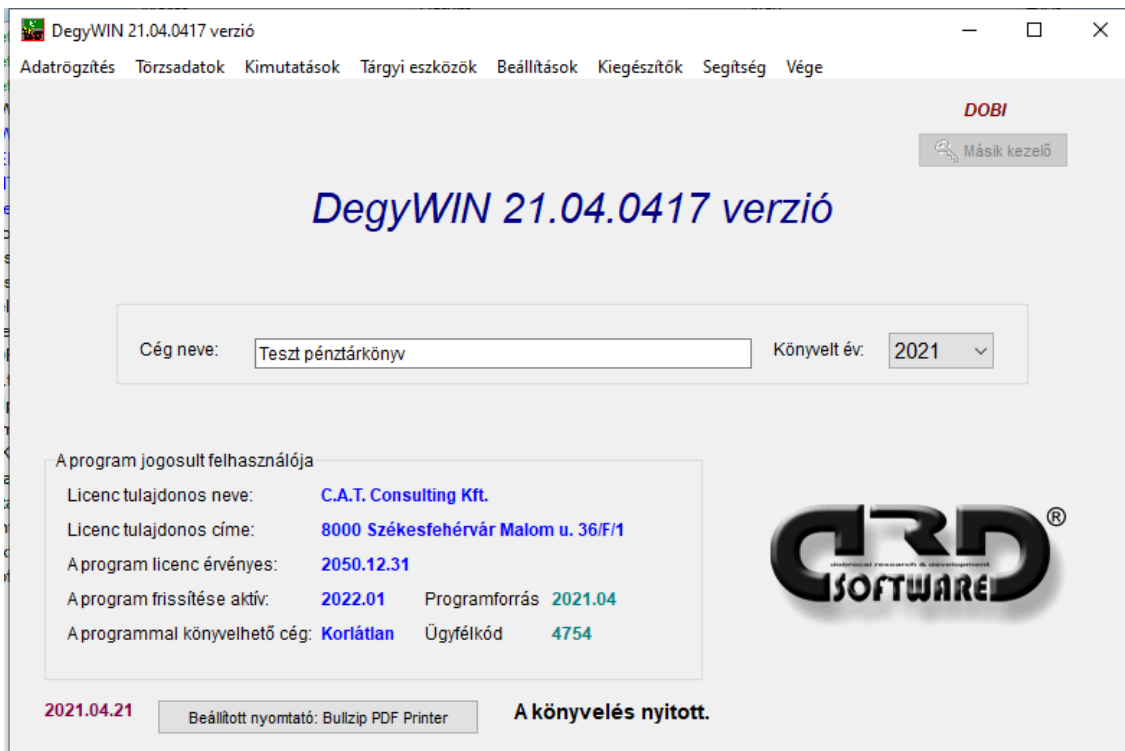 DegyWIN 21.04.0417 verzió
Adatrögzítés Törzsadatok Kimutatások Tárgyi eszközök Beállítások Kiegészítők Segítség Vége
DOBI
Másik kezelő
DegyWIN 21.04.0417 verzió
Cég neve: Teszt pénztárkönyv Könyvelt év: 2021
A program jogosult felhasználója
Licenc tulajdonos neve: C.A.T. Consulting Kft.
Licenc tulajdonos címe: 8000 Székesfehérvár Malom u. 36/F/1
A program licenc érvényes: 2050.12.31
A program frissítése aktív: 2022.01 Programforrás 2021.04
A programmal könyvelhető cég: Korlátlan Ügyfélkód 4754
DRD ®
dobrocsi research & development
SOFTWARE
2021.04.21 Beállított nyomtató: Bullzip PDF Printer A könyvelés nyitott.